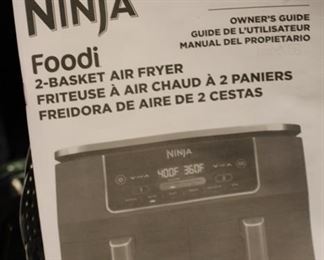 NINJA
OWNER'S GUIDE
GUIDE DE L'UTILISATEUR
MANUAL DEL PROPIETARIO
Foodi
2-BASKET AIR FRYER
FRITEUSE À AIR CHAUD À 2 PANIERS
FREIDORA DE AIRE DE 2 CESTAS
NINJA
400F 360F